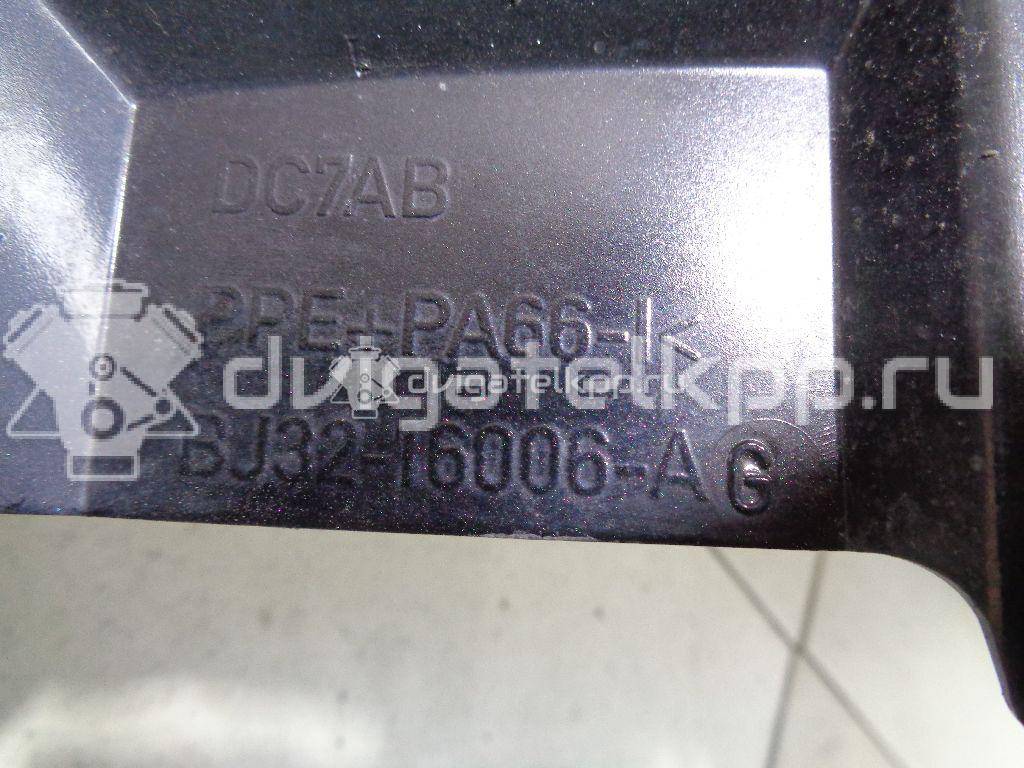 DC7AB
>PPE+PA66-I<
BJ32-16006-AG
dvigatelkpp.ru
dvigatelkpp.ru